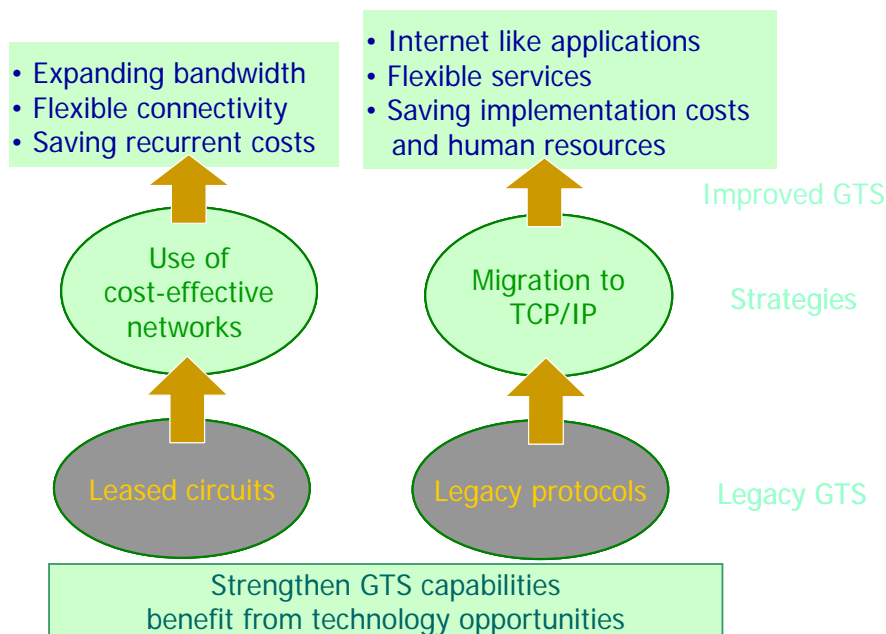 • Expanding bandwidth
• Flexible connectivity
• Saving recurrent costs
• Internet like applications
• Flexible services
• Saving implementation costs
and human resources
Improved GTS
Use of
cost-effective
networks
Migration to
TCP/IP
Strategies
Leased circuits
Legacy protocols
Legacy GTS
Strengthen GTS capabilities
benefit from technology opportunities